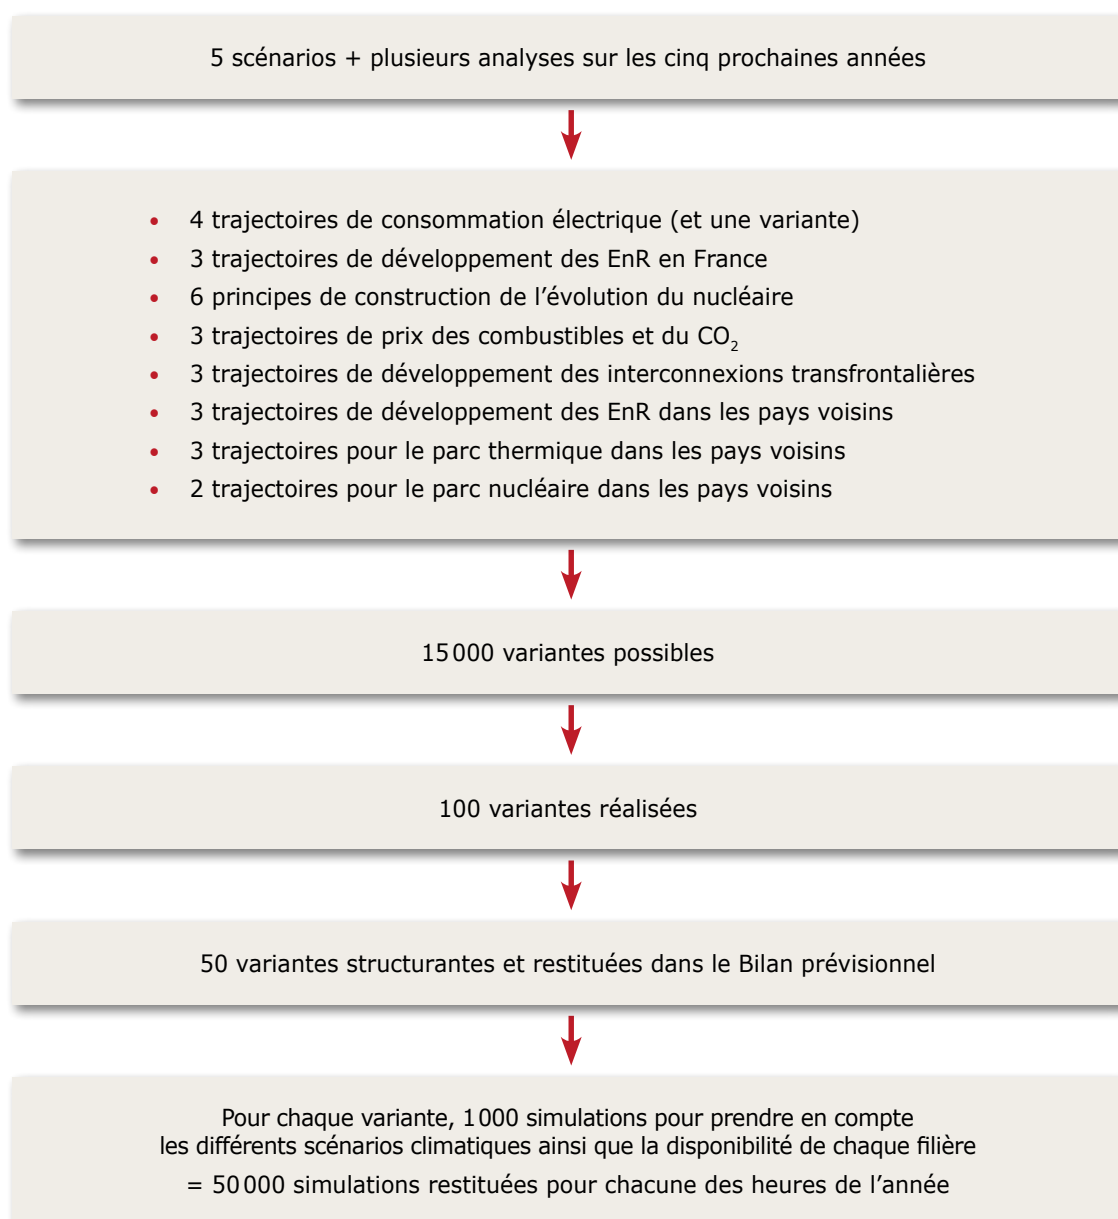 5 scénarios + plusieurs analyses sur les cinq prochaines années
• 4 trajectoires de consommation électrique (et une variante)
• 3 trajectoires de développement des EnR en France
• 6 principes de construction de l’évolution du nucléaire
• 3 trajectoires de prix des combustibles et du CO₂
• 3 trajectoires de développement des interconnexions transfrontalières
• 3 trajectoires de développement des EnR dans les pays voisins
• 3 trajectoires pour le parc thermique dans les pays voisins
• 2 trajectoires pour le parc nucléaire dans les pays voisins
15 000 variantes possibles
100 variantes réalisées
50 variantes structurantes et restituées dans le Bilan prévisionnel
Pour chaque variante, 1 000 simulations pour prendre en compte
les différents scénarios climatiques ainsi que la disponibilité de chaque filière
= 50 000 simulations restituées pour chacune des heures de l’année